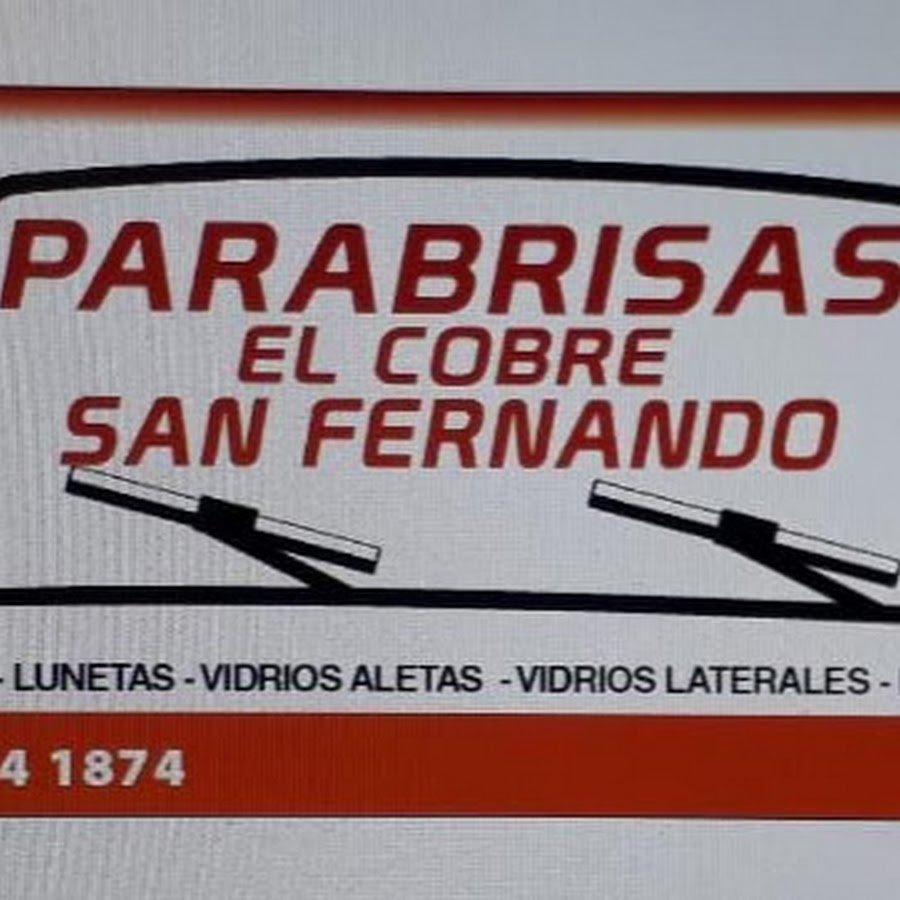 PARABRISAS
EL COBRE
SAN FERNANDO
- LUNETAS - VIDRIOS ALETAS - VIDRIOS LATERALES -
4 1874